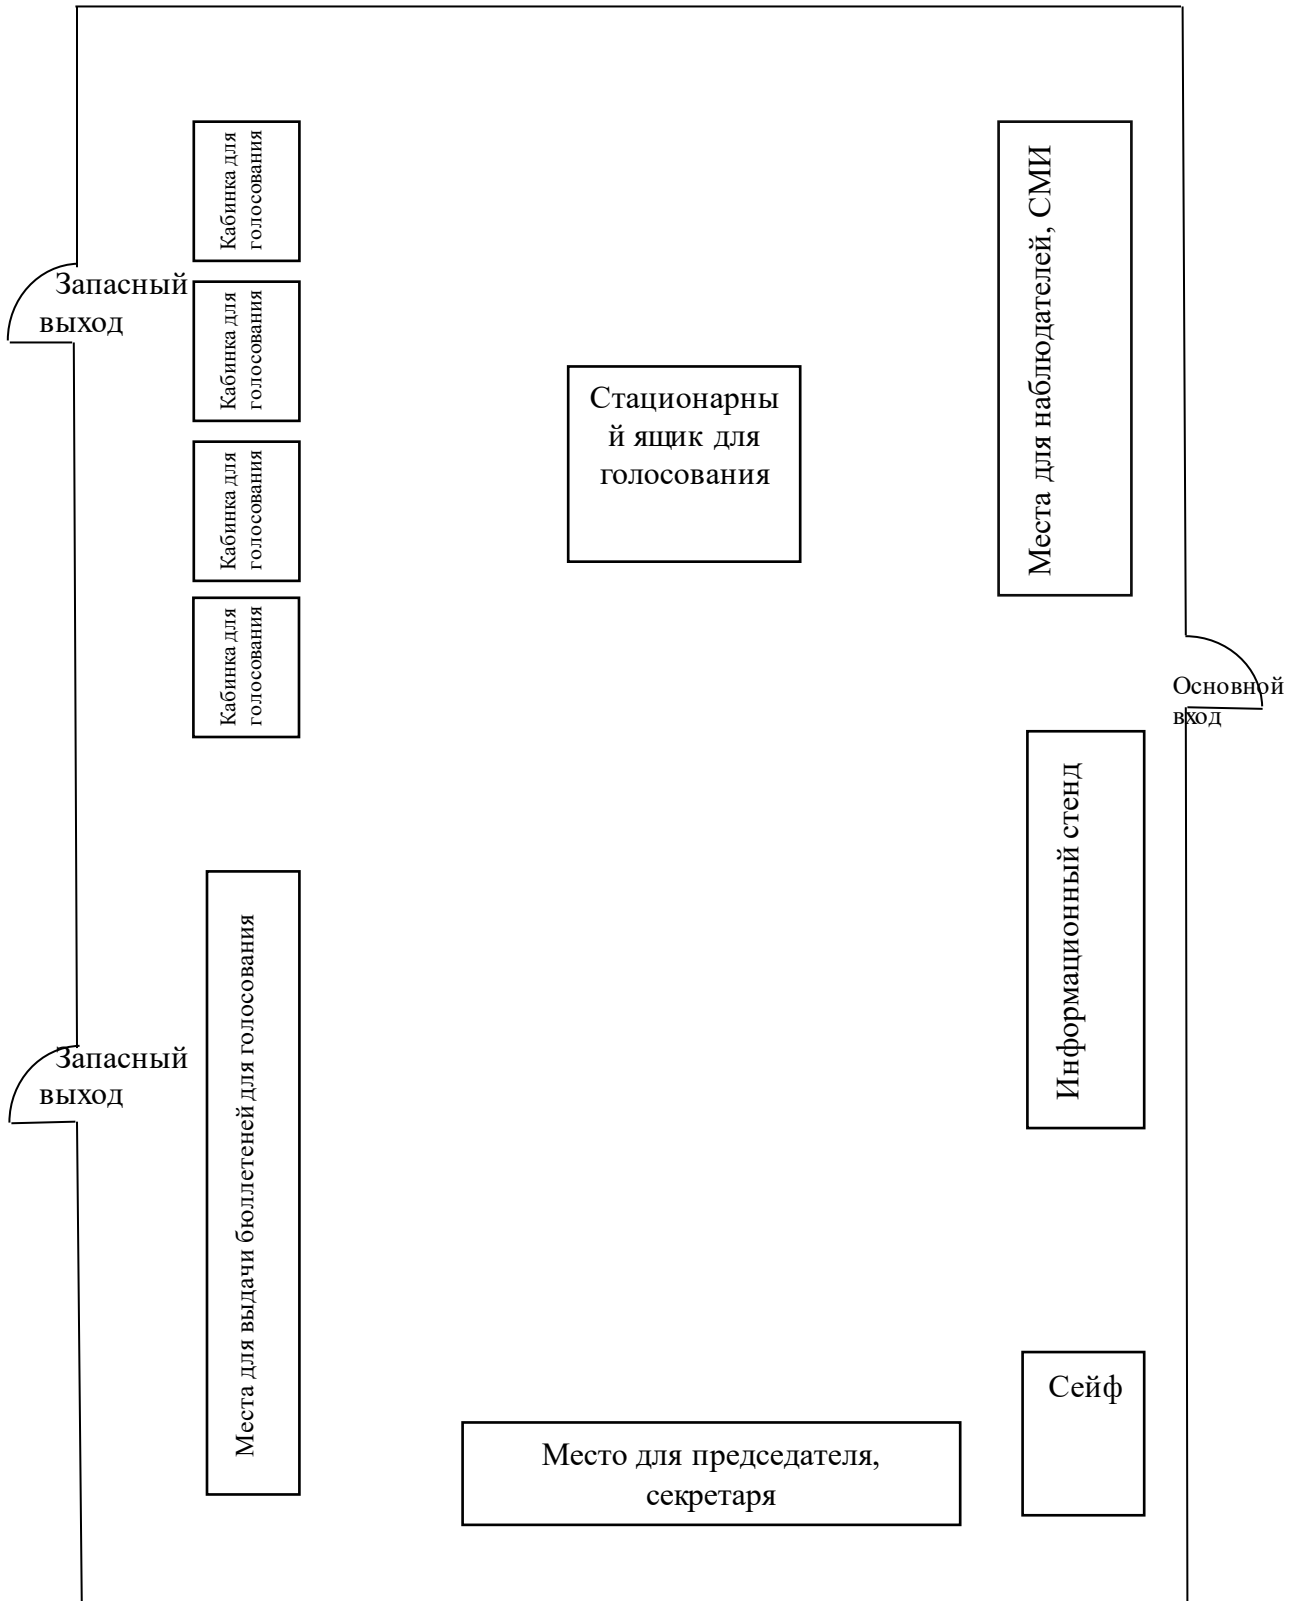 Кабинка для
голосования
Места для наблюдателей, СМИ
Запасный
выход
Кабинка для
голосования
Стационарны
й ящик для
голосования
Кабинка для
голосования
Кабинка для
голосования
Основной
вход
Информационный стенд
Места для выдачи бюллетеней для голосования
Запасный
выход
Сейф
Место для председателя,
секретаря